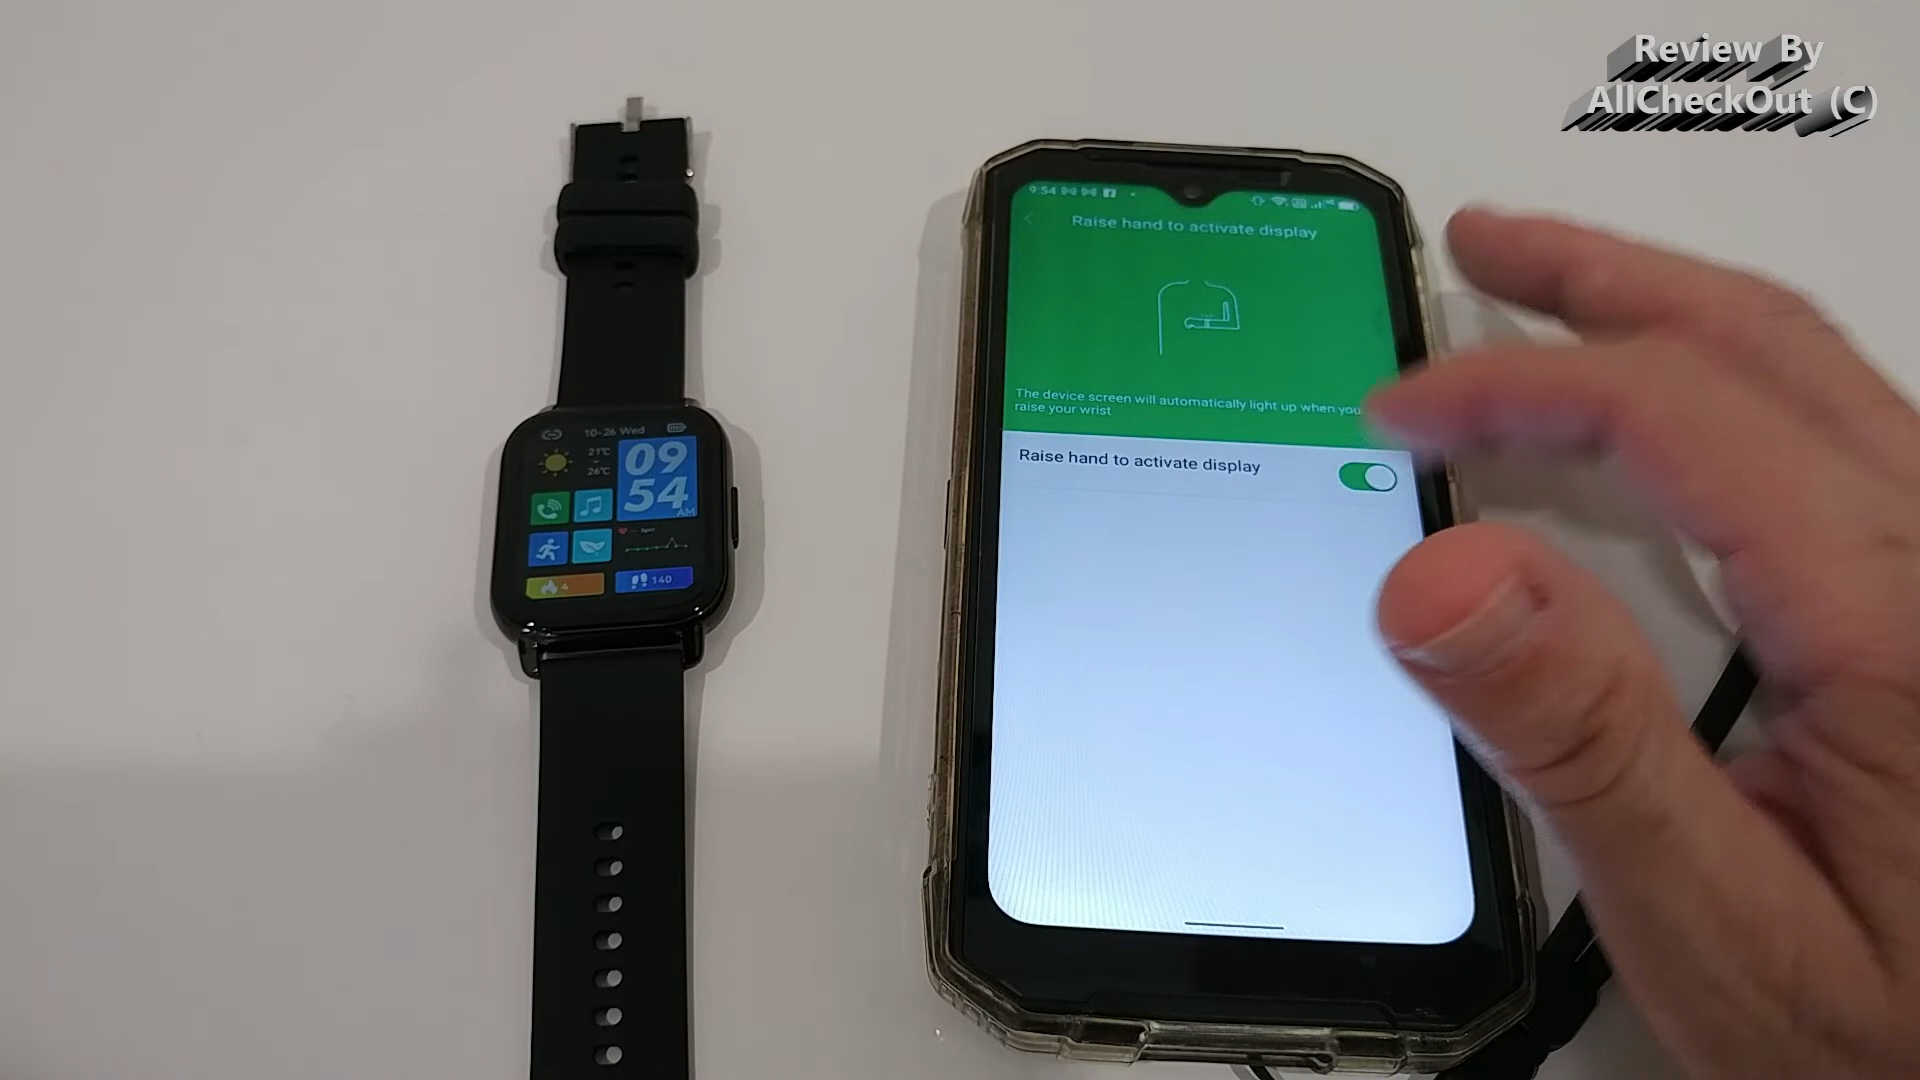 Review By
AllCheckOut (C)
9:54
Raise hand to activate display
The device screen will automatically light up when you
raise your wrist
Raise hand to activate display
10-26 Wed
21℃
26℃
09
54
AM
4
140